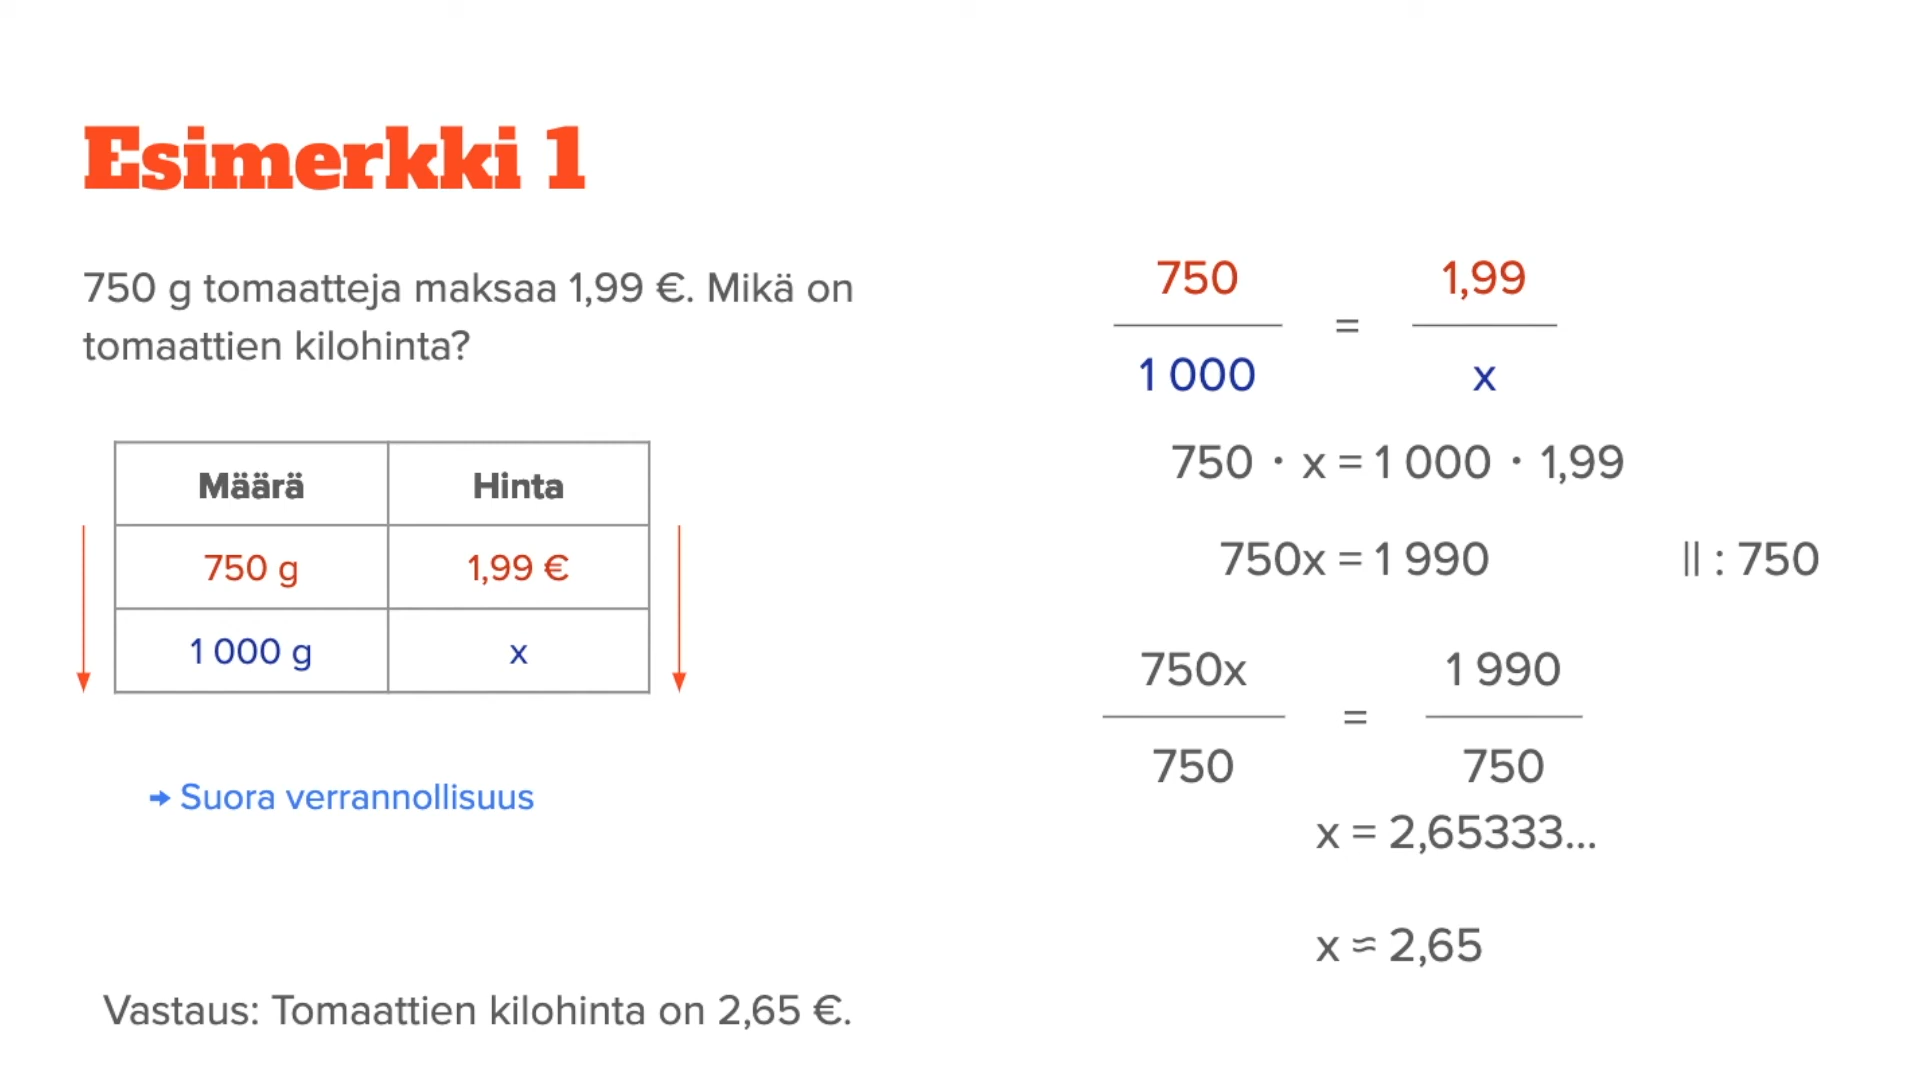 Esimerkki 1
750 g tomaatteja maksaa 1,99 €. Mikä on
tomaattien kilohinta?
Määrä Hinta
750 g 1,99 €
1 000 g x
→ Suora verrannollisuus
Vastaus: Tomaattien kilohinta on 2,65 €.
750 1,99
=
1 000 x
750 · x = 1 000 · 1,99
750x = 1 990 || : 750
750x 1 990
=
750 750
x = 2,65333...
x ≈ 2,65